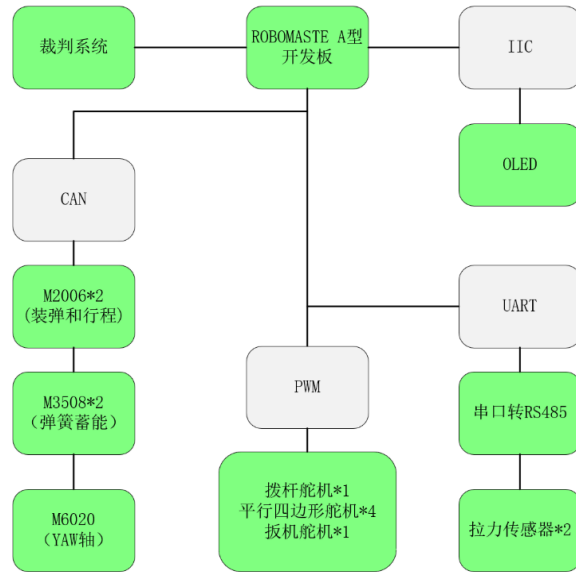 裁判系统
ROBOMASTE A型
开发板
IIC
OLED
CAN
M2006*2
(装弹和行程)
UART
PWM
M3508*2
（弹簧蓄能）
串口转RS485
拨杆舵机*1
平行四边形舵机*4
扳机舵机*1
M6020
（YAW轴）
拉力传感器*2